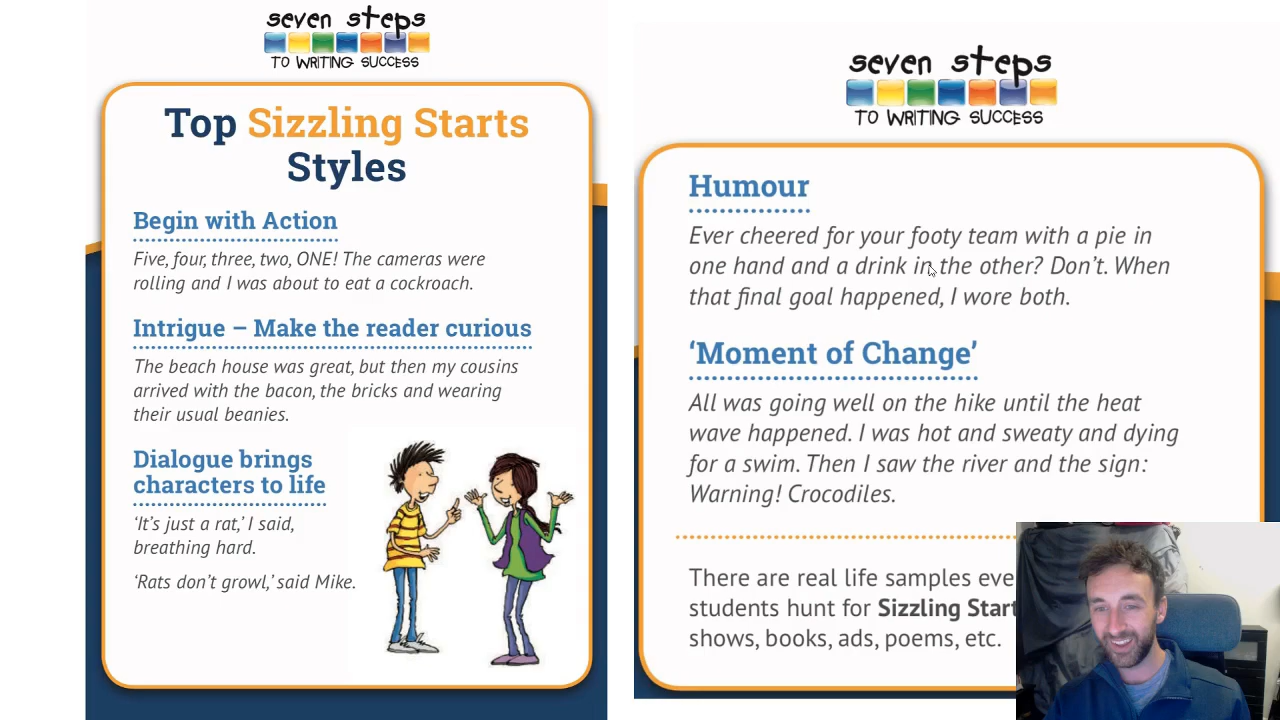 seven steps
TO WRITING SUCCESS
Top Sizzling Starts
Styles
Begin with Action
Five, four, three, two, ONE! The cameras were
rolling and I was about to eat a cockroach.
Intrigue – Make the reader curious
The beach house was great, but then my cousins
arrived with the bacon, the bricks and wearing
their usual beanies.
Dialogue brings
characters to life
‘It’s just a rat,’ I said,
breathing hard.
‘Rats don’t growl,’ said Mike.
seven steps
TO WRITING SUCCESS
Humour
Ever cheered for your footy team with a pie in
one hand and a drink in the other? Don’t. When
that final goal happened, I wore both.
‘Moment of Change’
All was going well on the hike until the heat
wave happened. I was hot and sweaty and dying
for a swim. Then I saw the river and the sign:
Warning! Crocodiles.
There are real life samples eve
students hunt for Sizzling Start
shows, books, ads, poems, etc.